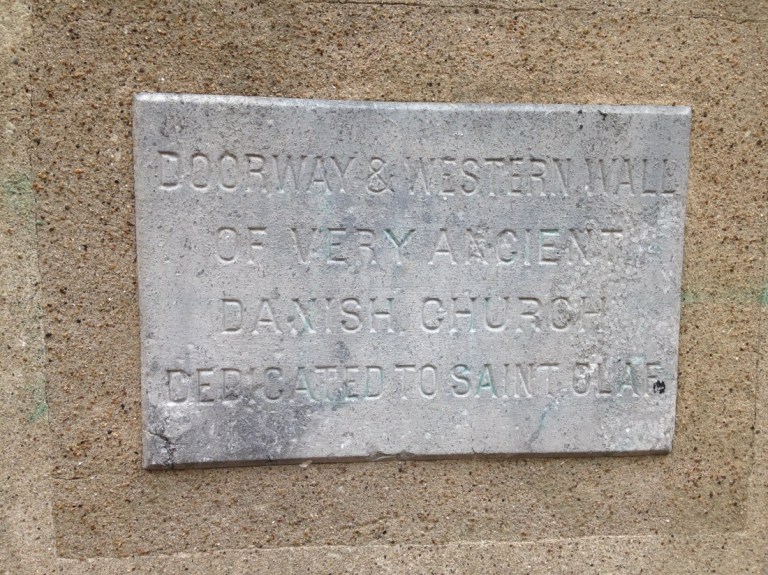 DOORWAY & WESTERN WALL
OF VERY ANCIENT
DANISH CHURCH
DEDICATED TO SAINT OLAF